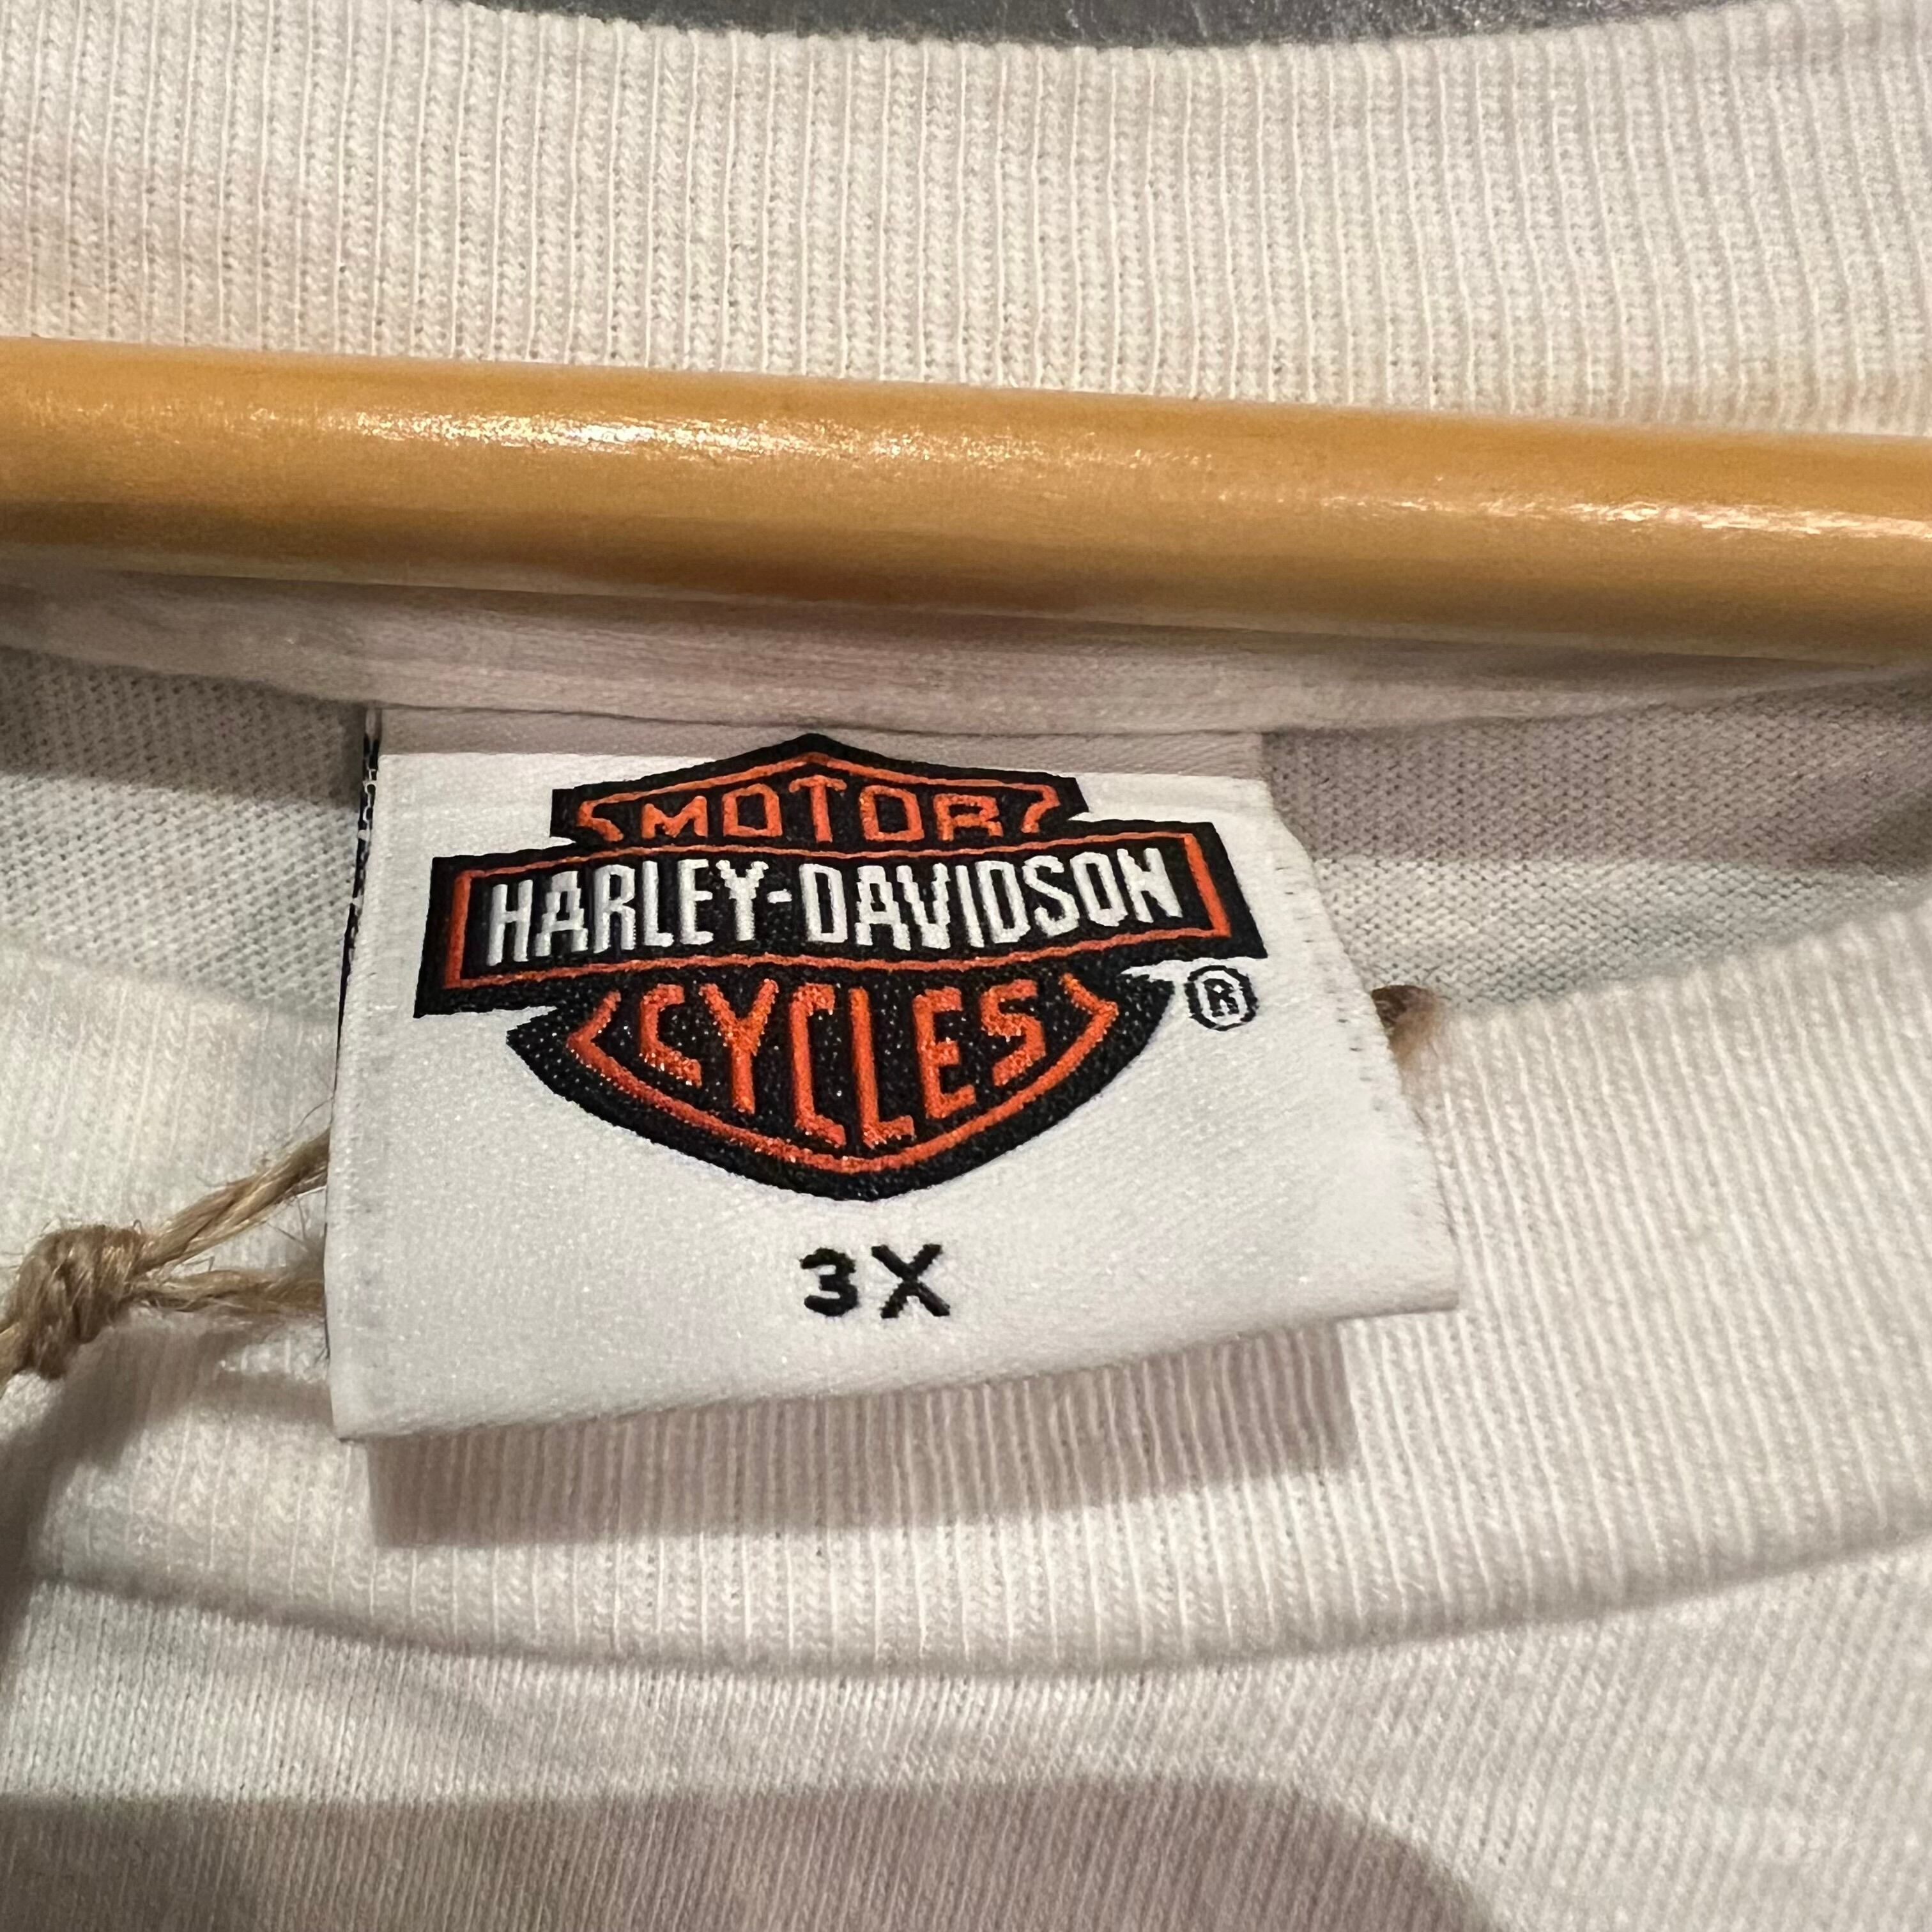 MOTOR
HARLEY-DAVIDSON
CYCLES
®
3X